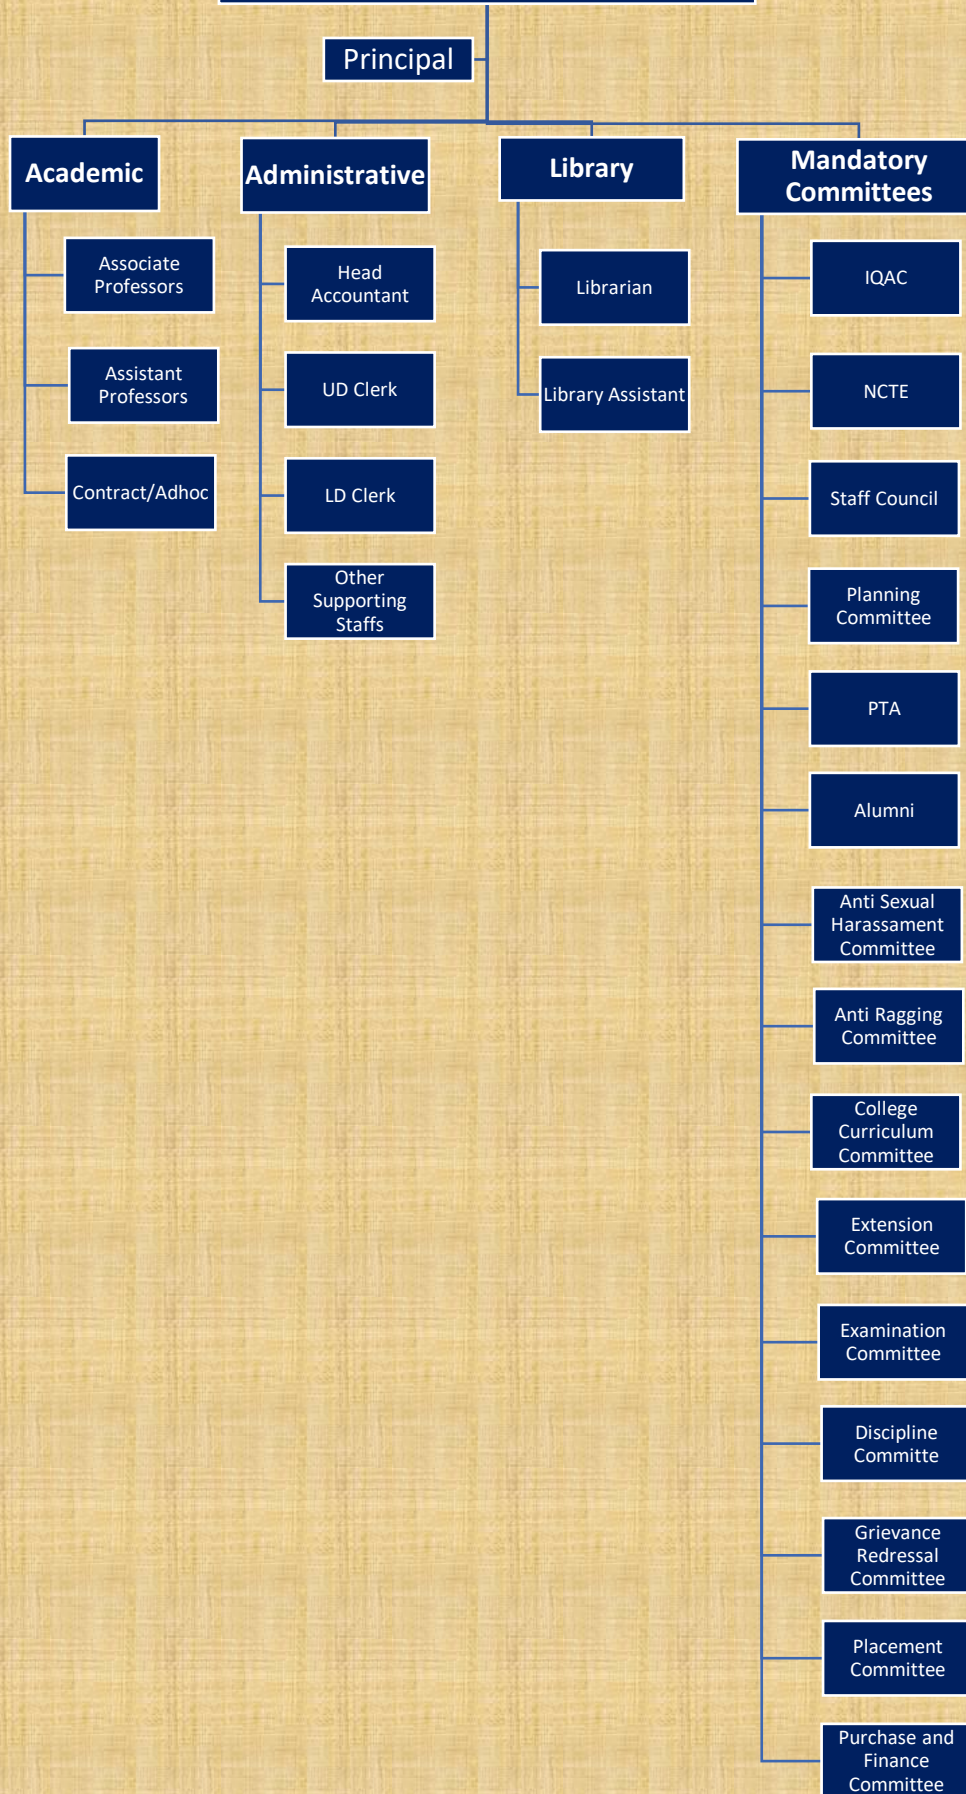 Principal
Academic
Administrative
Library
Mandatory
Committees
Associate
Professors
Assistant
Professors
Contract/Adhoc
Head
Accountant
UD Clerk
LD Clerk
Other
Supporting
Staffs
Librarian
Library Assistant
IQAC
NCTE
Staff Council
Planning
Committee
PTA
Alumni
Anti Sexual
Harassament
Committee
Anti Ragging
Committee
College
Curriculum
Committee
Extension
Committee
Examination
Committee
Discipline
Committe
Grievance
Redressal
Committee
Placement
Committee
Purchase and
Finance
Committee